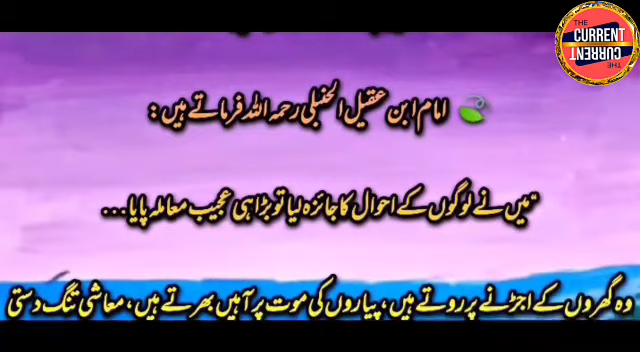 THE
CURRENT
CURRENT
THE
امام ابن عقیل الحنبلی رحمہ اللہ فرماتے ہیں :
"میں نے لوگوں کے احوال کا جائزہ لیا تو بڑا ہی عجیب معاملہ پایا...
وہ گھروں کے اجڑنے پر روتے ہیں، پیاروں کی موت پر آہیں بھرتے ہیں، معاشی تنگ دستی